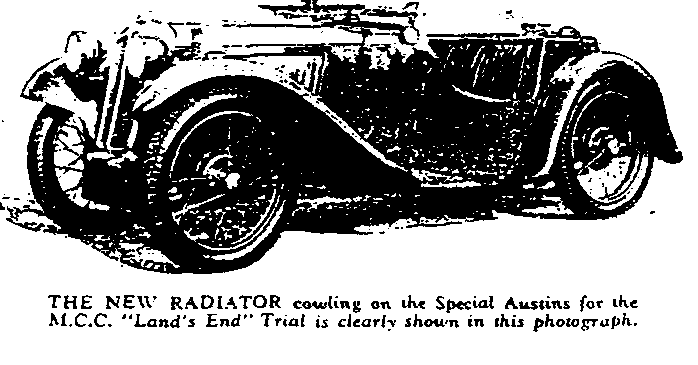 THE NEW RADIATOR cowling on the Special Austins for the
M.C.C. "Land's End" Trial is clearly shown in this photograph.